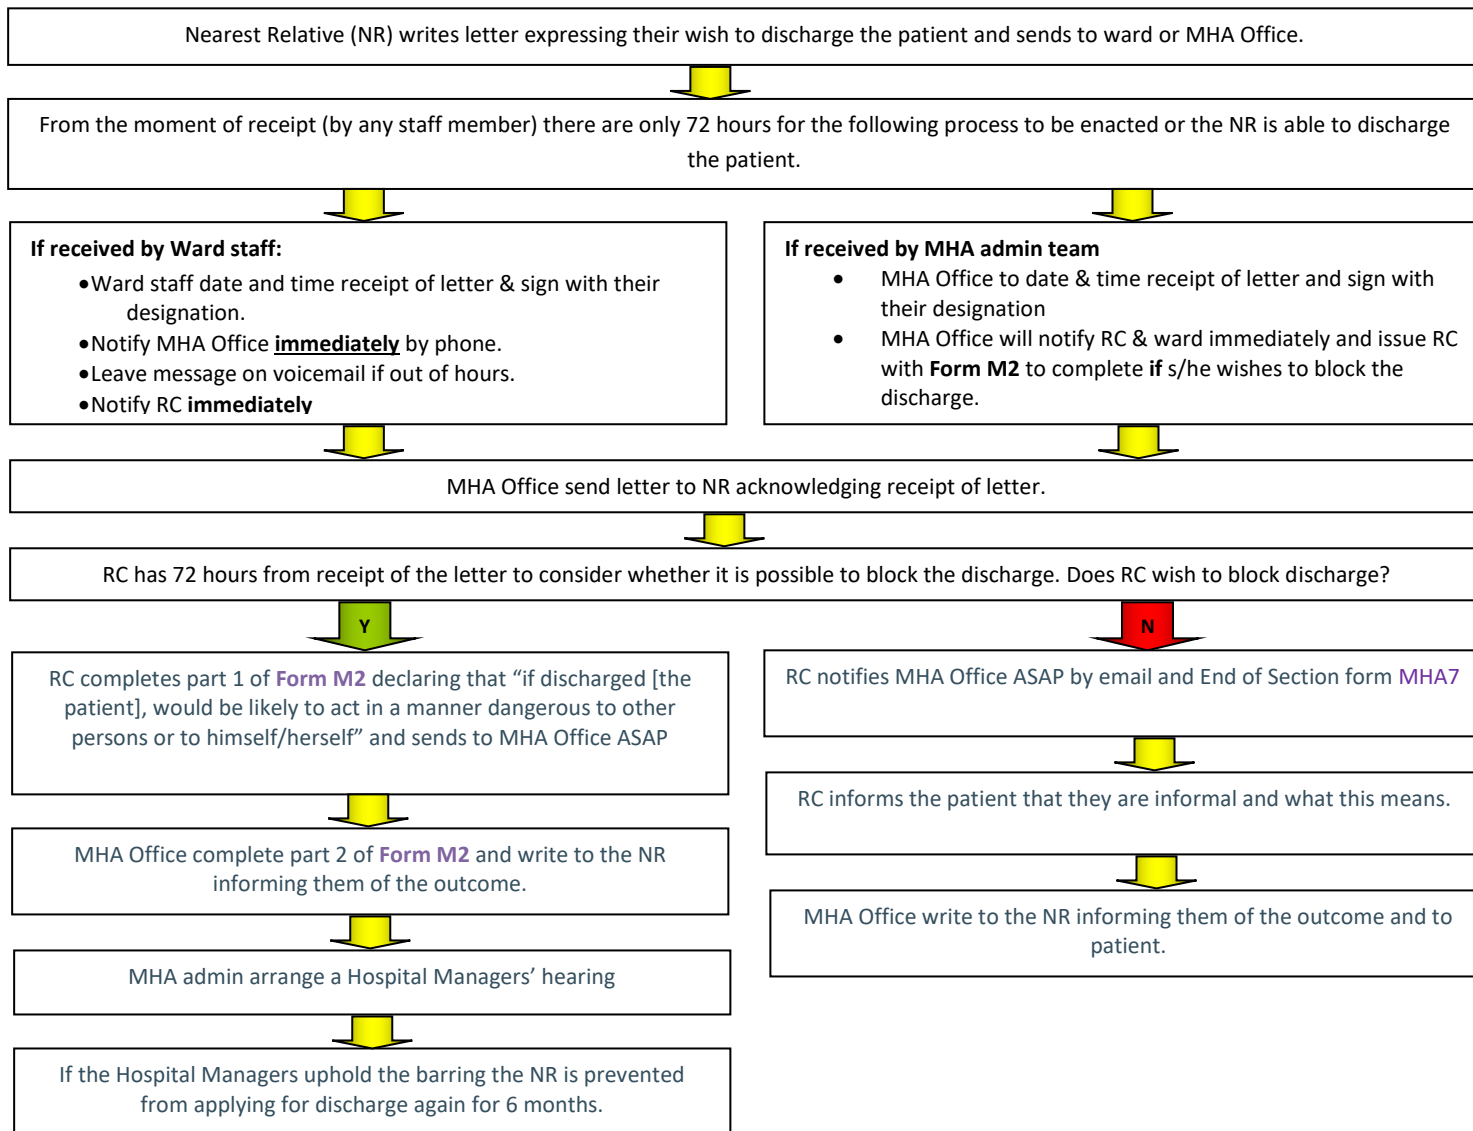 Nearest Relative (NR) writes letter expressing their wish to discharge the patient and sends to ward or MHA Office.
From the moment of receipt (by any staff member) there are only 72 hours for the following process to be enacted or the NR is able to discharge
the patient.
If received by Ward staff:
•Ward staff date and time receipt of letter & sign with their
designation.
•Notify MHA Office immediately by phone.
•Leave message on voicemail if out of hours.
•Notify RC immediately
If received by MHA admin team
• MHA Office to date & time receipt of letter and sign with
their designation
• MHA Office will notify RC & ward immediately and issue RC
with Form M2 to complete if s/he wishes to block the
discharge.
MHA Office send letter to NR acknowledging receipt of letter.
RC has 72 hours from receipt of the letter to consider whether it is possible to block the discharge. Does RC wish to block discharge?
Y
RC completes part 1 of Form M2 declaring that “if discharged [the
patient], would be likely to act in a manner dangerous to other
persons or to himself/herself” and sends to MHA Office ASAP
MHA Office complete part 2 of Form M2 and write to the NR
informing them of the outcome.
MHA admin arrange a Hospital Managers’ hearing
If the Hospital Managers uphold the barring the NR is prevented
from applying for discharge again for 6 months.
N
RC notifies MHA Office ASAP by email and End of Section form MHA7
RC informs the patient that they are informal and what this means.
MHA Office write to the NR informing them of the outcome and to
patient.